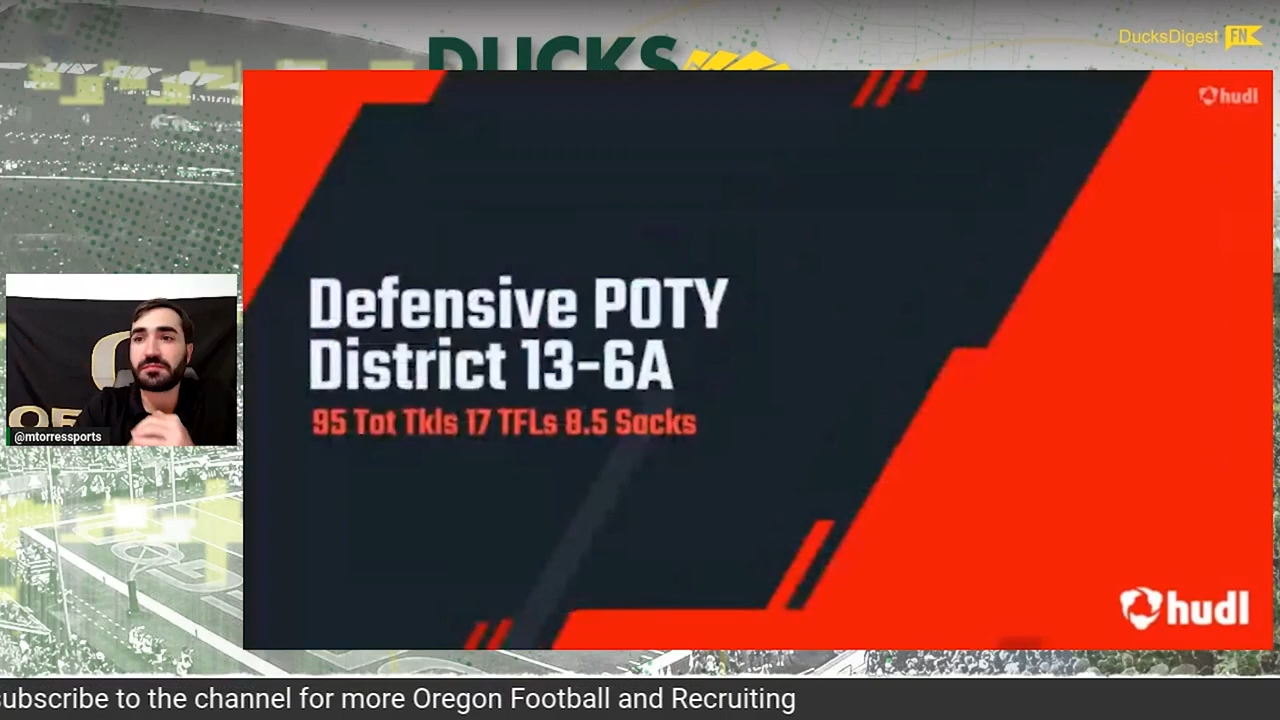 DUCKS
DucksDigest FN
hudl
Defensive POTY
District 13-6A
95 Tot Tkls 17 TFLs 8.5 Sacks
@mtorressports
hudl
subscribe to the channel for more Oregon Football and Recruiting